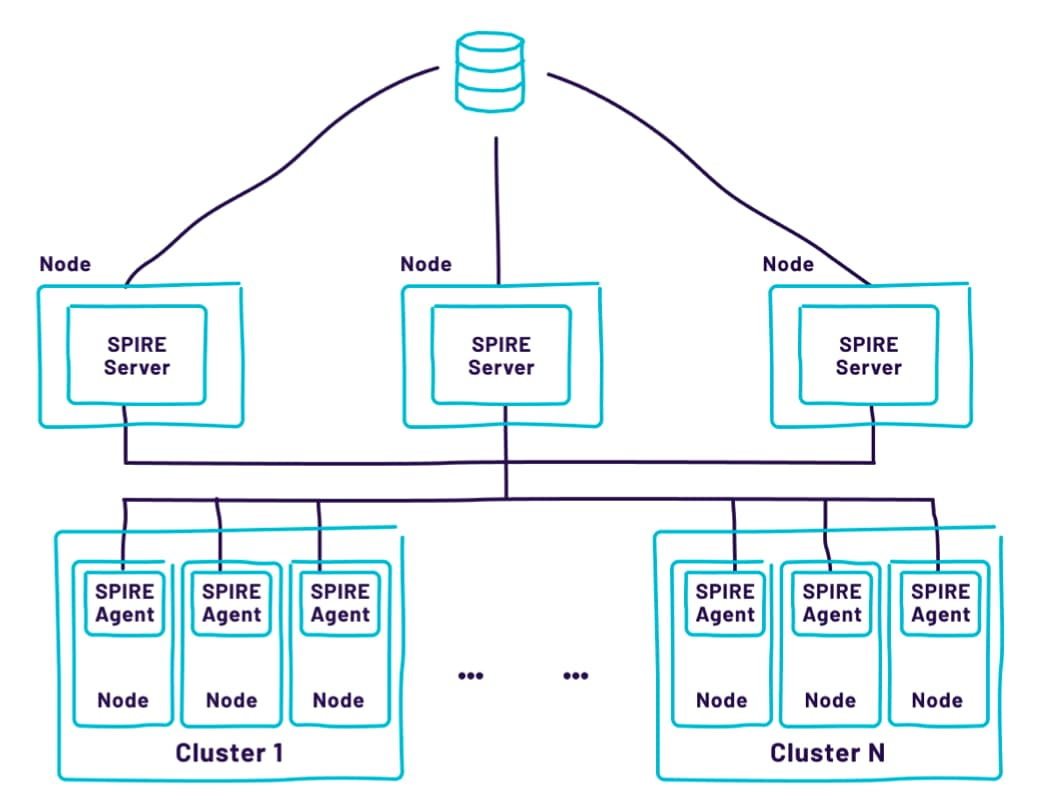 Node
Node
Node
SPIRE
Server
SPIRE
Server
SPIRE
Server
SPIRE
Agent
SPIRE
Agent
SPIRE
Agent
SPIRE
Agent
SPIRE
Agent
SPIRE
Agent
...
...
Node
Node
Node
Node
Node
Node
Cluster 1
Cluster N